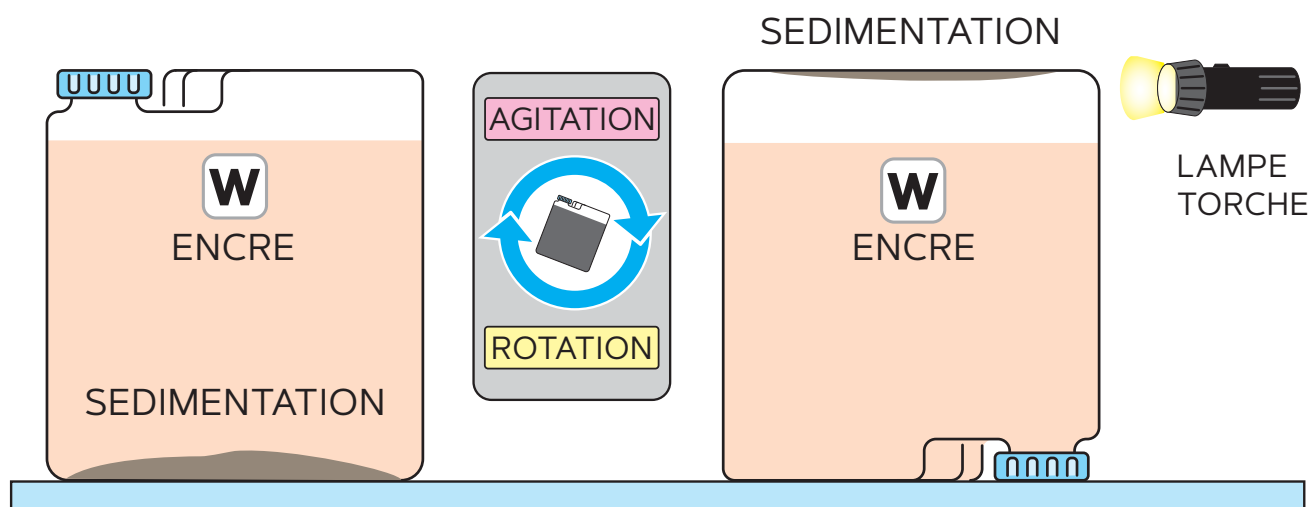 W
ENCRE
SEDIMENTATION
AGITATION
ROTATION
SEDIMENTATION
W
ENCRE
LAMPE
TORCHE